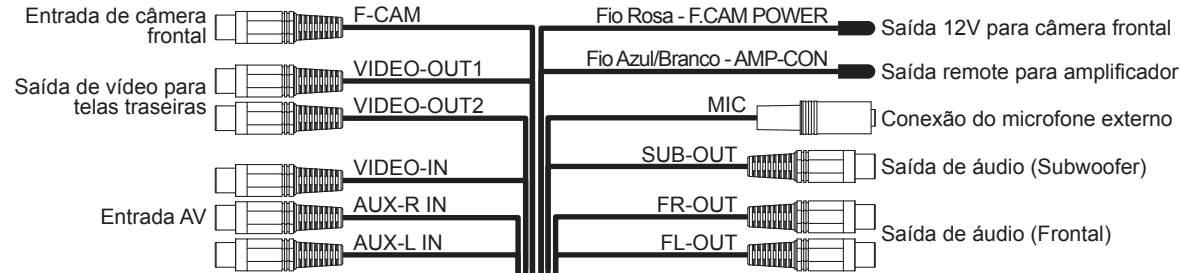 Entrada de câmera
frontal
F-CAM
Saída de vídeo para
telas traseiras
VIDEO-OUT1
VIDEO-OUT2
Entrada AV
VIDEO-IN
AUX-R IN
AUX-L IN
Fio Rosa - F.CAM POWER
Saída 12V para câmera frontal
Fio Azul/Branco - AMP-CON
Saída remote para amplificador
MIC
Conexão do microfone externo
SUB-OUT
Saída de áudio (Subwoofer)
FR-OUT
FL-OUT
Saída de áudio (Frontal)